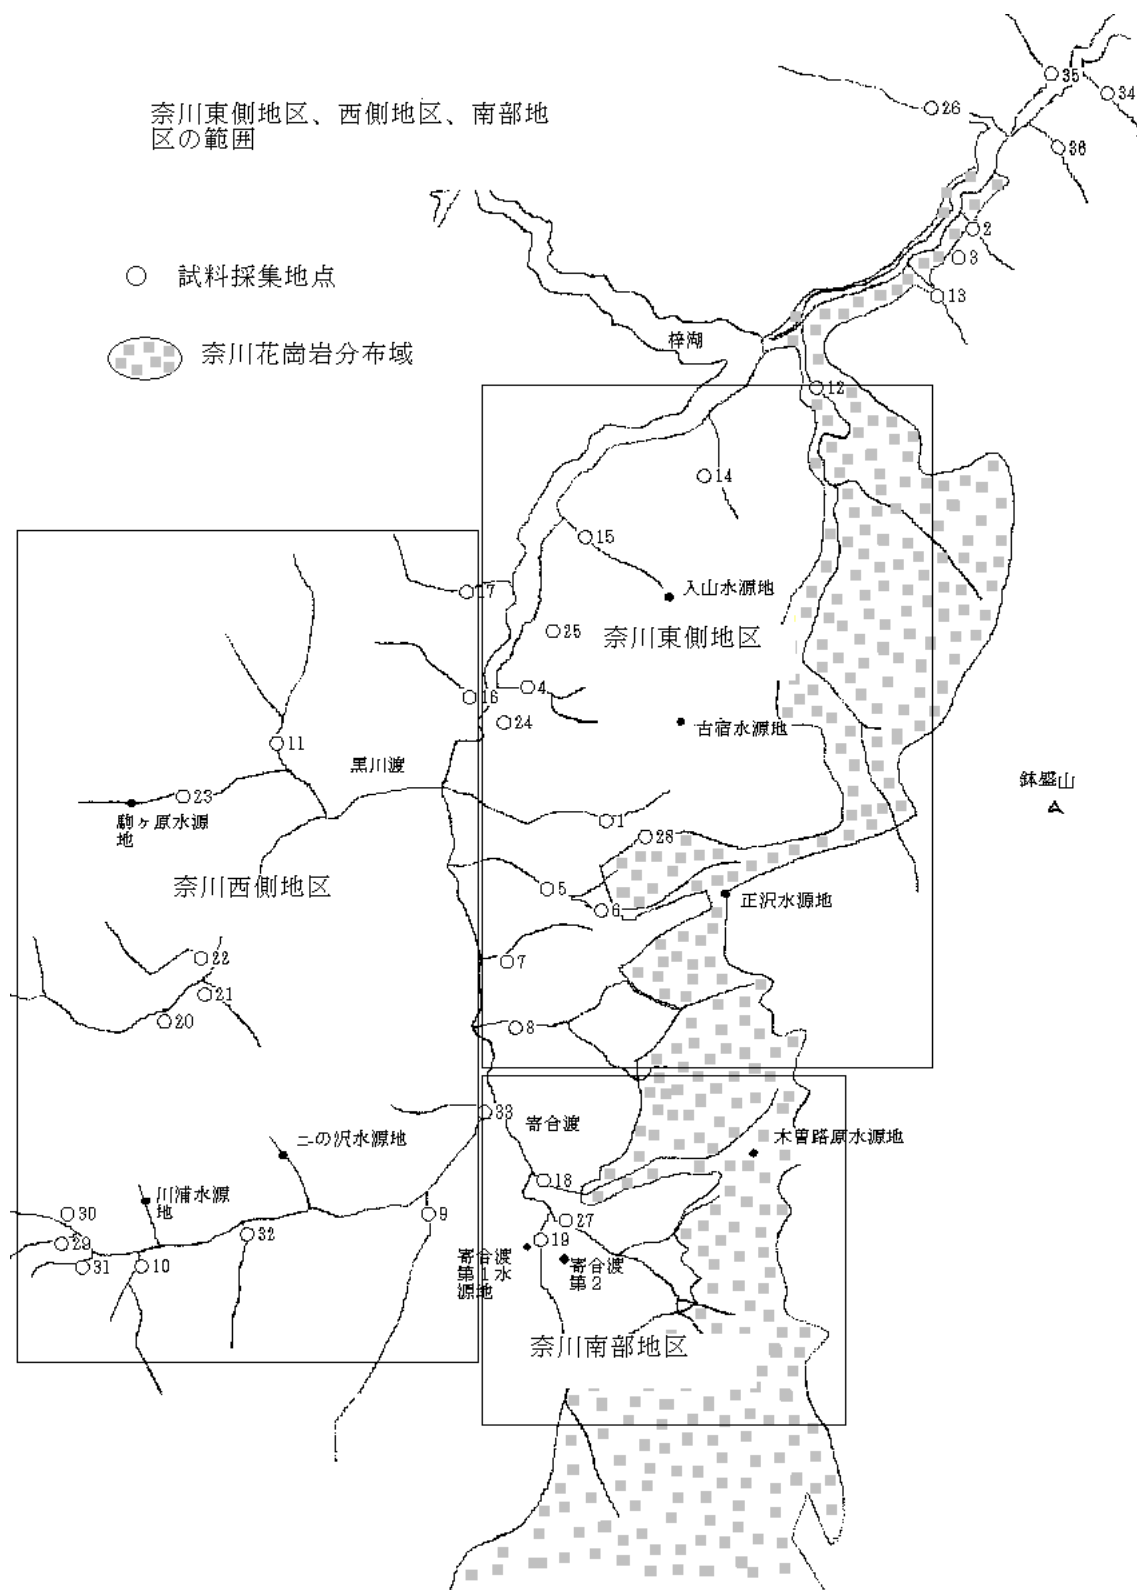 奈川東側地区、西側地区、南部地
区の範囲
35
34
26
36
2
3
13
試料採集地点
梓湖
奈川花崗岩分布域
12
14
15
17
入山水源地
25
奈川東側地区
4
16
24
古宿水源地
11
黒川渡
鉢盛山
23
駒ヶ原水源
地
1
28
奈川西側地区
5
6
正沢水源地
7
22
21
20
8
33
寄合渡
二の沢水源地
木曽路原水源地
18
川浦水源
地
30
9
27
29
32
19
31
10
寄合渡
第1水
源地
寄合渡
第2
奈川南部地区